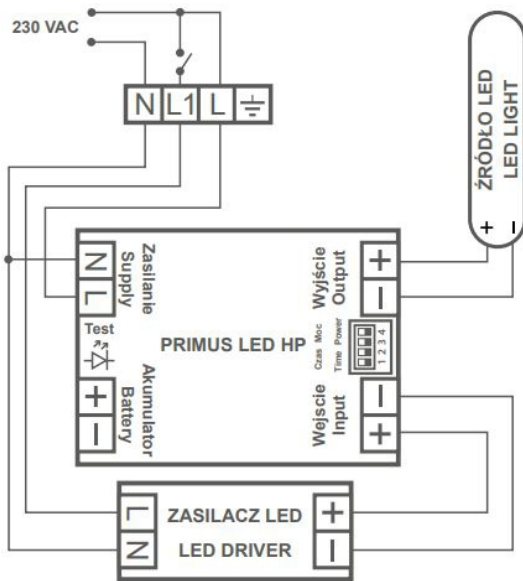 230 VAC
N L1 L
ŹRÓDŁO LED
LED LIGHT
+ −
N
L
Zasilanie
Supply
Test
Akumulator
Battery
+
−
PRIMUS LED HP
Wyjście
Output
+
−
Czas Moc
Time Power
1 2 3 4
Wejscie
Input
−
+
L
N
ZASILACZ LED
LED DRIVER
+
−